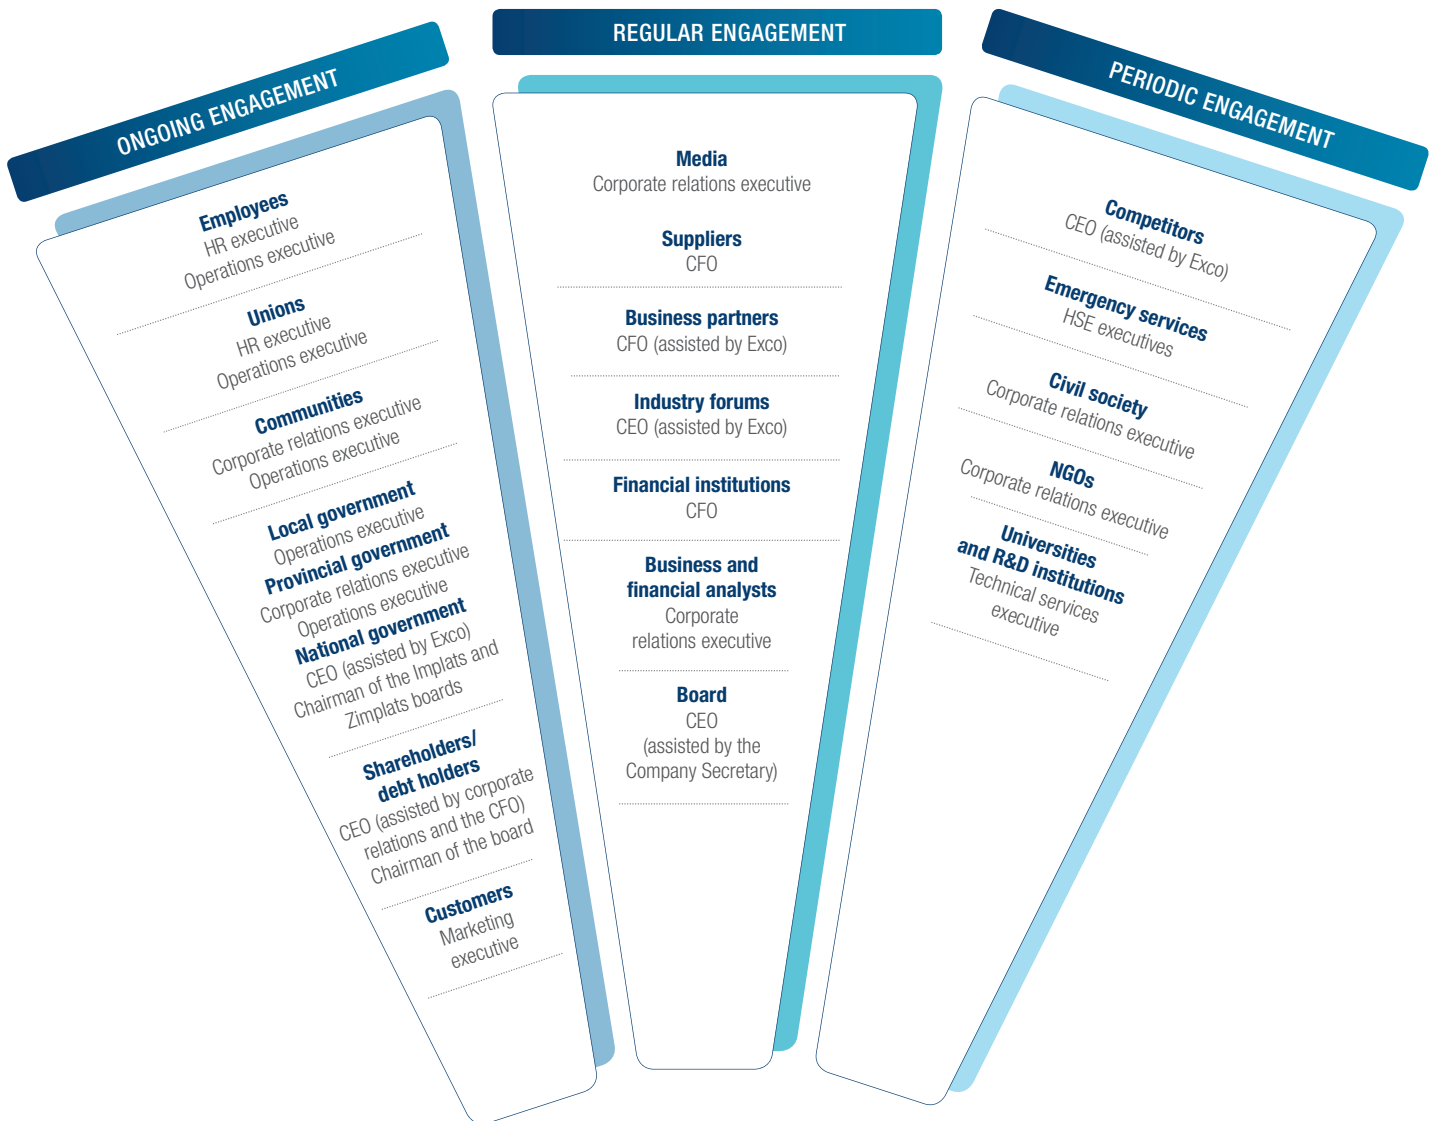 ONGOING ENGAGEMENT
Employees
HR executive
Operations executive
Unions
HR executive
Operations executive
Communities
Corporate relations executive
Operations executive
Local government
Operations executive
Provincial government
Corporate relations executive
Operations executive
National government
CEO (assisted by Exco)
Chairman of the Implats and
Zimplats boards
Shareholders/
debt holders
CEO (assisted by corporate
relations and the CFO)
Chairman of the board
Customers
Marketing
executive
REGULAR ENGAGEMENT
Media
Corporate relations executive
Suppliers
CFO
Business partners
CFO (assisted by Exco)
Industry forums
CEO (assisted by Exco)
Financial institutions
CFO
Business and
financial analysts
Corporate
relations executive
Board
CEO
(assisted by the
Company Secretary)
PERIODIC ENGAGEMENT
Competitors
CEO (assisted by Exco)
Emergency services
HSE executives
Civil society
Corporate relations executive
NGOs
Corporate relations executive
Universities
and R&D institutions
Technical services
executive